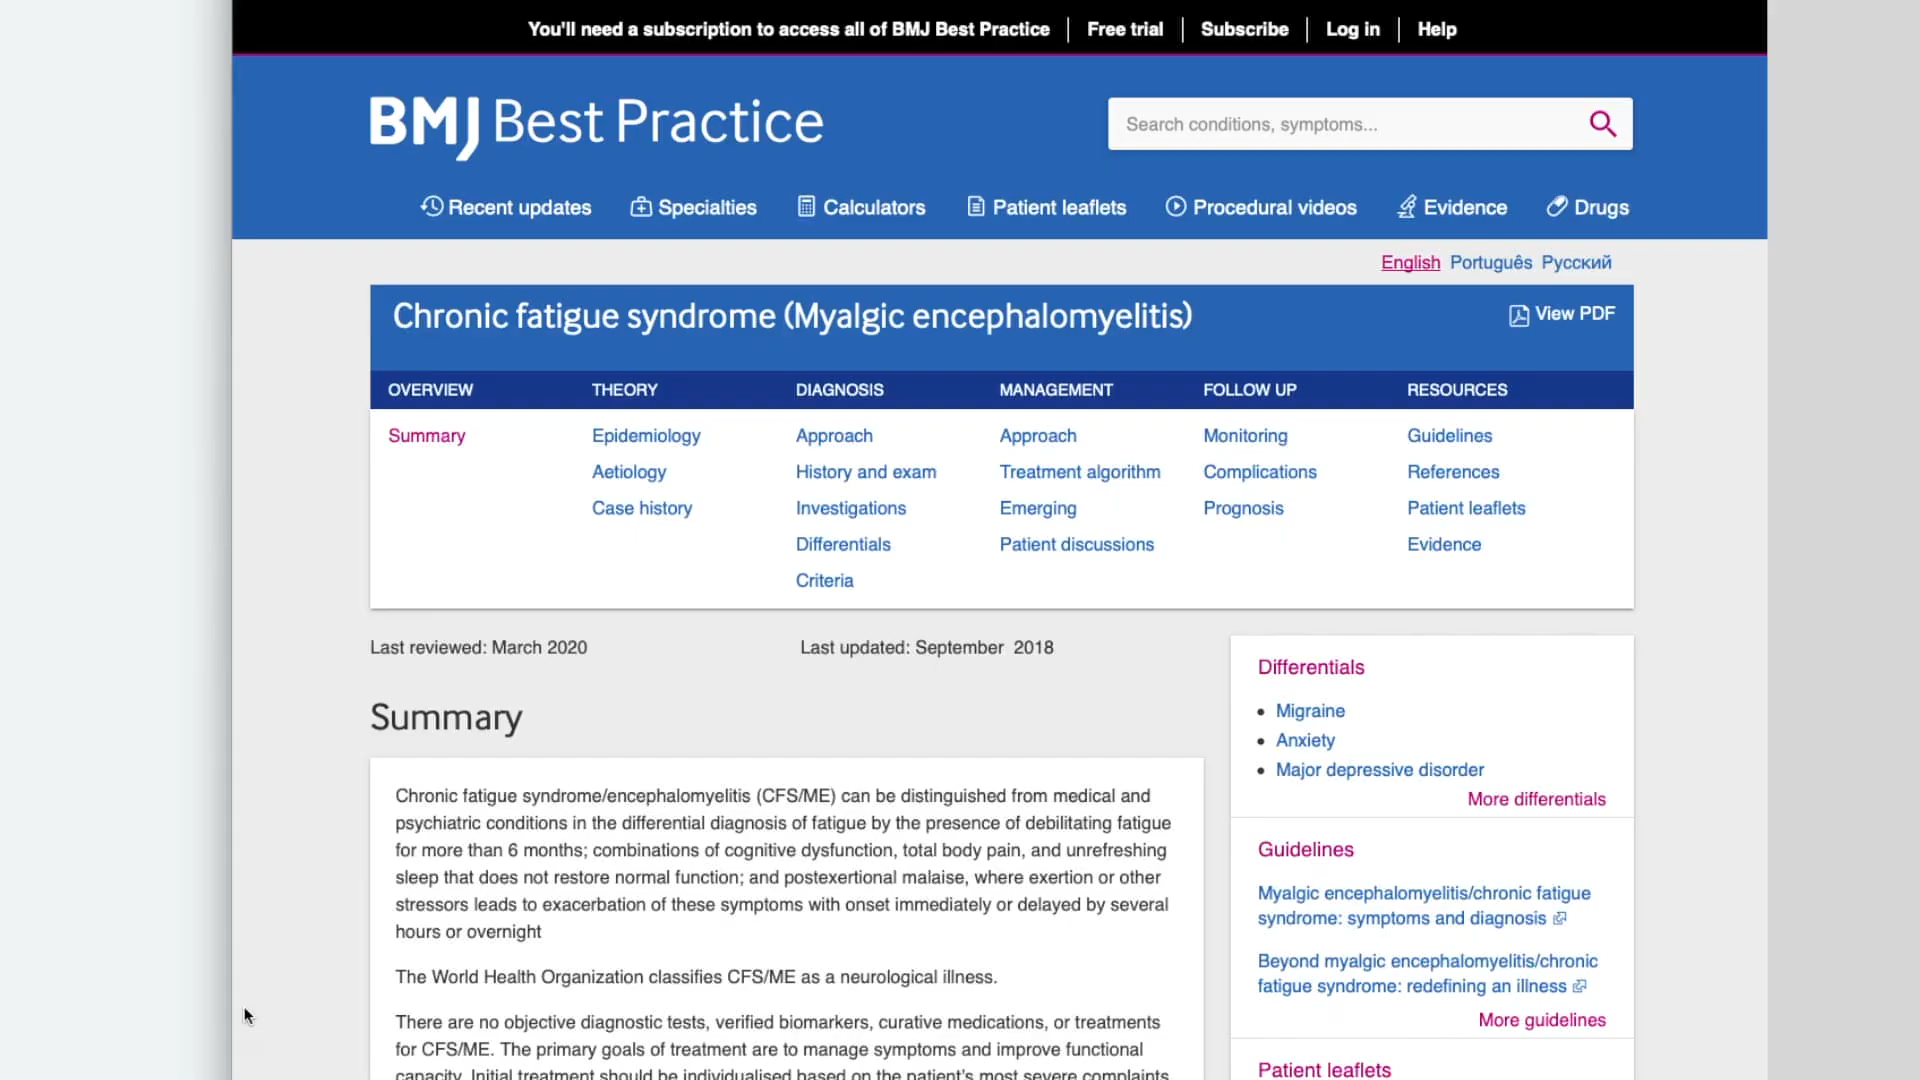 You'll need a subscription to access all of BMJ Best Practice
Free trial
Subscribe
Log in
Help
BMJ Best Practice
Search conditions, symptoms...
Recent updates
Specialties
Calculators
Patient leaflets
Procedural videos
Evidence
Drugs
English Português Русский
Chronic fatigue syndrome (Myalgic encephalomyelitis)
View PDF
OVERVIEW
Summary
THEORY
Epidemiology
Aetiology
Case history
DIAGNOSIS
Approach
History and exam
Investigations
Differentials
Criteria
MANAGEMENT
Approach
Treatment algorithm
Emerging
Patient discussions
FOLLOW UP
Monitoring
Complications
Prognosis
RESOURCES
Guidelines
References
Patient leaflets
Evidence
Last reviewed: March 2020
Last updated: September 2018
Summary
Chronic fatigue syndrome/encephalomyelitis (CFS/ME) can be distinguished from medical and
psychiatric conditions in the differential diagnosis of fatigue by the presence of debilitating fatigue
for more than 6 months; combinations of cognitive dysfunction, total body pain, and unrefreshing
sleep that does not restore normal function; and postexertional malaise, where exertion or other
stressors leads to exacerbation of these symptoms with onset immediately or delayed by several
hours or overnight
The World Health Organization classifies CFS/ME as a neurological illness.
There are no objective diagnostic tests, verified biomarkers, curative medications, or treatments
for CFS/ME. The primary goals of treatment are to manage symptoms and improve functional
capacity. Initial treatment should be individualised based on the patient's most severe complaints
Differentials
Migraine
Anxiety
Major depressive disorder
More differentials
Guidelines
Myalgic encephalomyelitis/chronic fatigue
syndrome: symptoms and diagnosis
Beyond myalgic encephalomyelitis/chronic
fatigue syndrome: redefining an illness
More guidelines
Patient leaflets